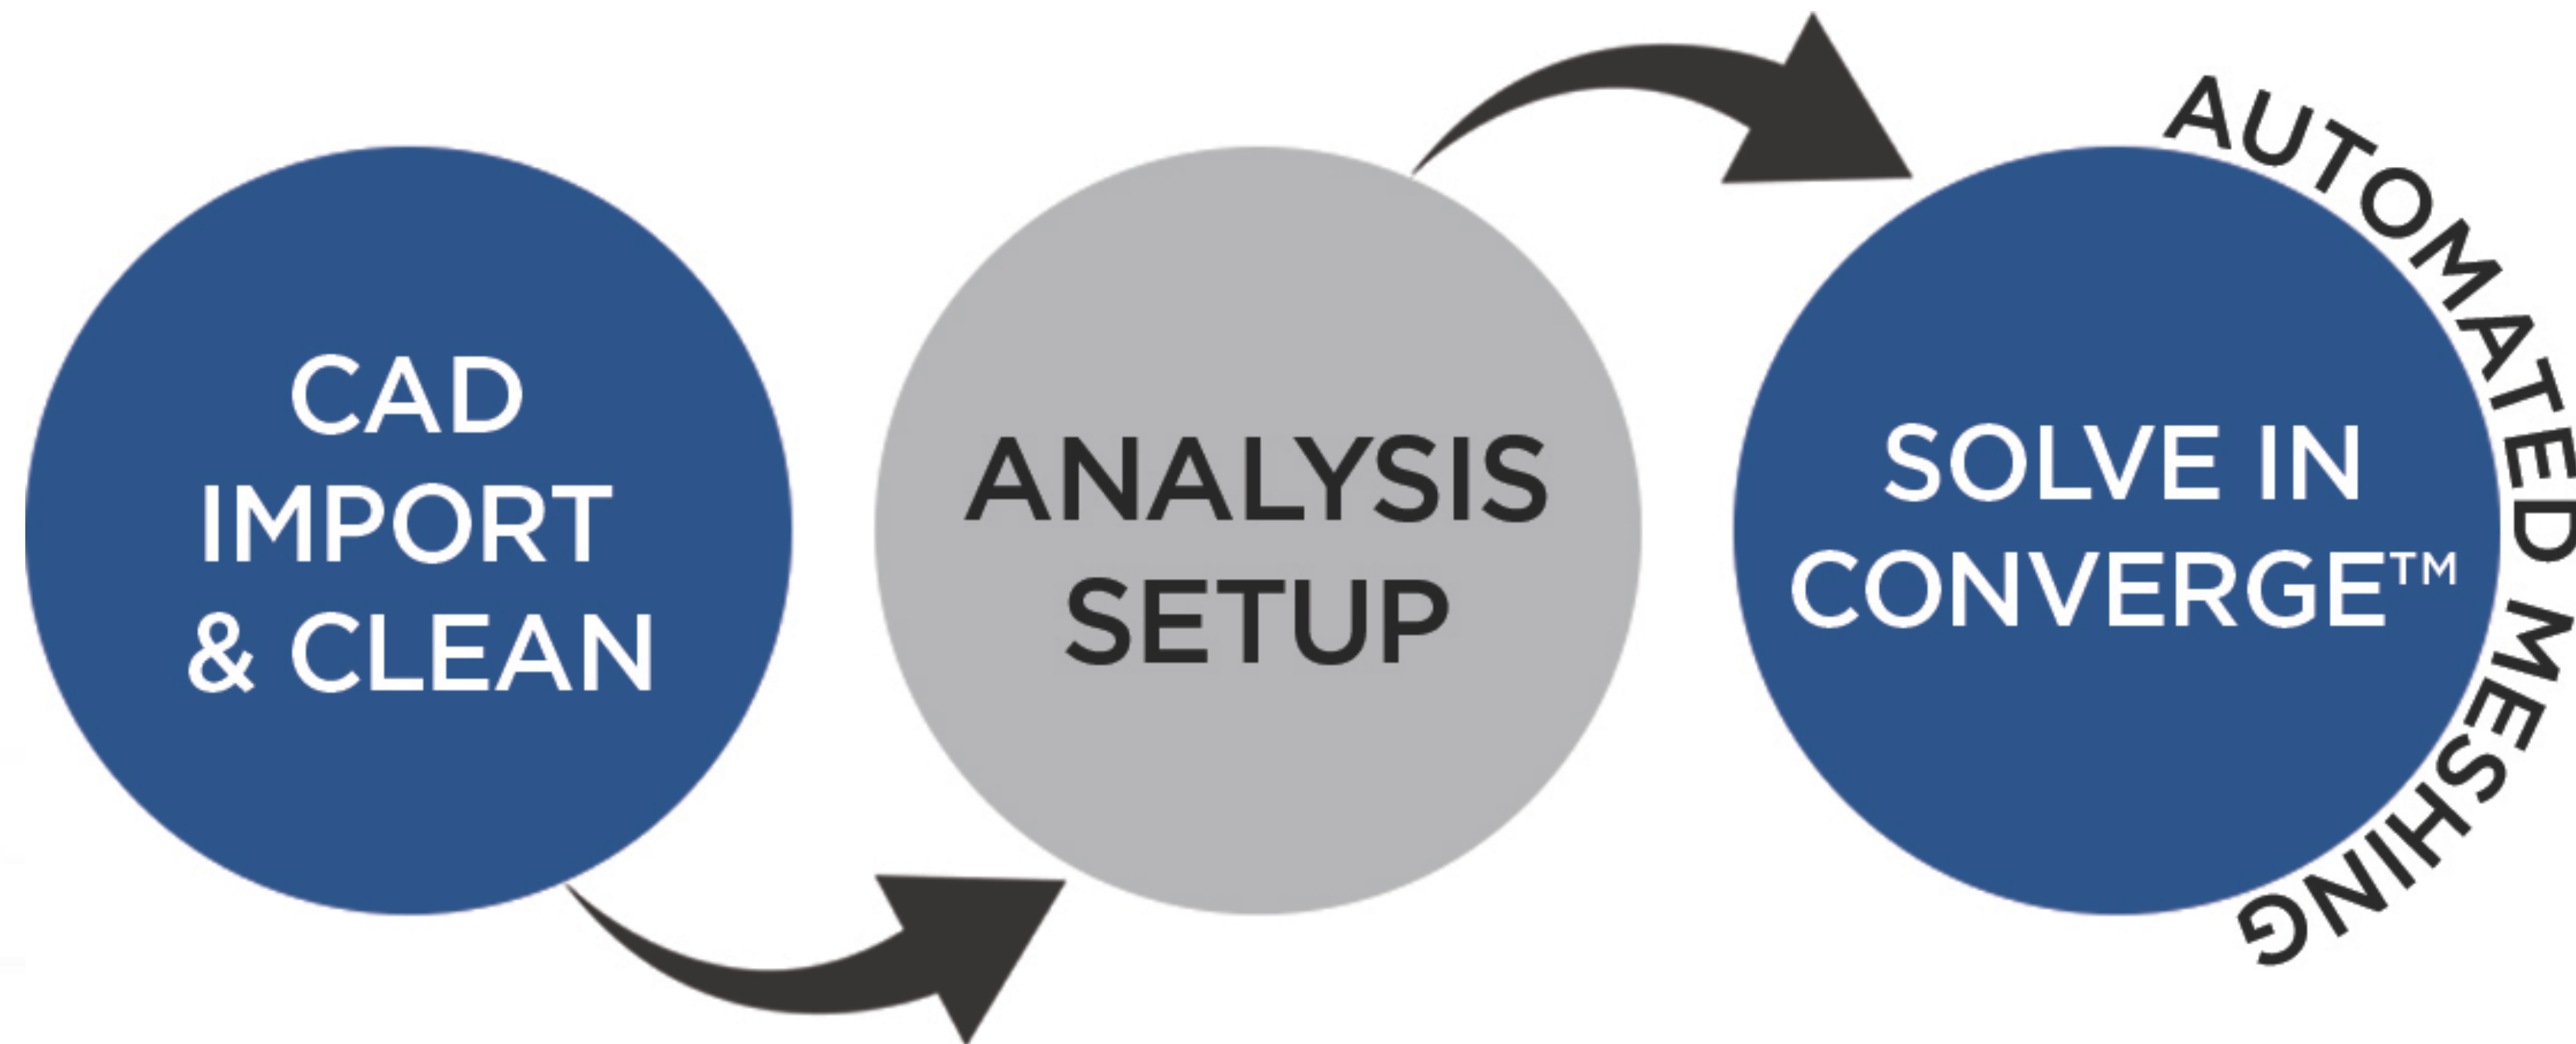 CAD
IMPORT
& CLEAN
ANALYSIS
SETUP
SOLVE IN
CONVERGE™
AUTOMATED MESHING